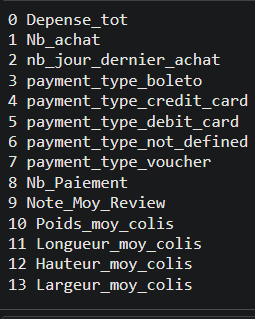 0 Depense_tot
1 Nb_achat
2 nb_jour_dernier_achat
3 payment_type_boleto
4 payment_type_credit_card
5 payment_type_debit_card
6 payment_type_not_defined
7 payment_type_voucher
8 Nb_Paiement
9 Note_Moy_Review
10 Poids_moy_colis
11 Longueur_moy_colis
12 Hauteur_moy_colis
13 Largeur_moy_colis